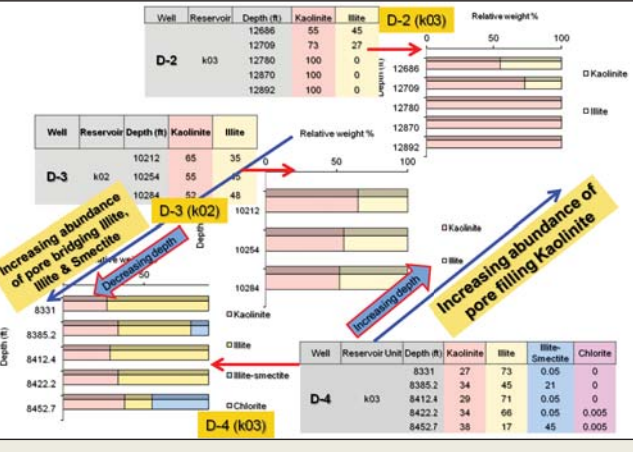 Well Reservoir Depth (ft) Kaolinite Illite
12686 55 45
12709 73 27
D-2 k03 12780 100 0
12870 100 0
12892 100 0
D-2 (k03)
Relative weight %
0 50 100
12686
12709
12780
12870
12892
Kaolinite
Illite
Well Reservoir Depth (ft) Kaolinite Illite
10212 65 35
D-3 k02 10254 55
10284 52 48
D-3 (k02)
Relative weight %
0 50 100
10212
10254
10284
Depth
Kaolinite
Illite
Increasing abundance
of pore bridging Illite,
Illite & Smectite
Decreasing depth
Increasing depth
Increasing abundance of
pore filling Kaolinite
50
Depth (ft)
8331
8385.2
8412.4
8422.2
8452.7
Kaolinite
Illite
Illite-smectite
Chlorite
D-4 (k03)
Well Reservoir Unit Depth (ft) Kaolinite Illite Illite-Smectite Chlorite
8331 27 73 0.05 0
8385.2 34 45 21 0
D-4 k03 8412.4 29 71 0.05 0
8422.2 34 66 0.05 0.005
8452.7 38 17 45 0.005